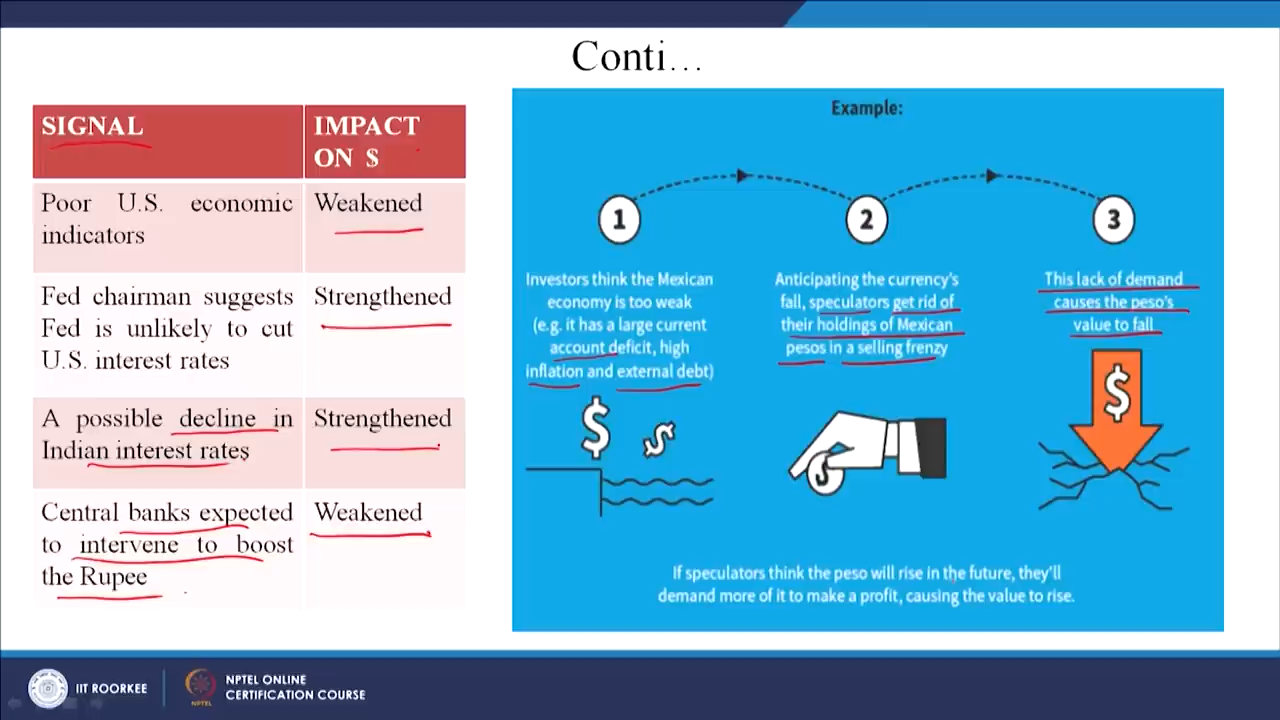 Conti...
SIGNAL
IMPACT
ON $
Poor U.S. economic
indicators
Weakened
Fed chairman suggests
Fed is unlikely to cut
U.S. interest rates
Strengthened
A possible decline in
Indian interest rates
Strengthened
Central banks expected
to intervene to boost
the Rupee
Weakened
Example:
1
2
3
Investors think the Mexican
economy is too weak
(e.g. it has a large current
account deficit, high
inflation and external debt)
Anticipating the currency's
fall, speculators get rid of
their holdings of Mexican
pesos in a selling frenzy
This lack of demand
causes the peso's
value to fall
$
$
$
$
If speculators think the peso will rise in the future, they'll
demand more of it to make a profit, causing the value to rise.
IIT ROORKEE
NPTEL
NPTEL ONLINE
CERTIFICATION COURSE